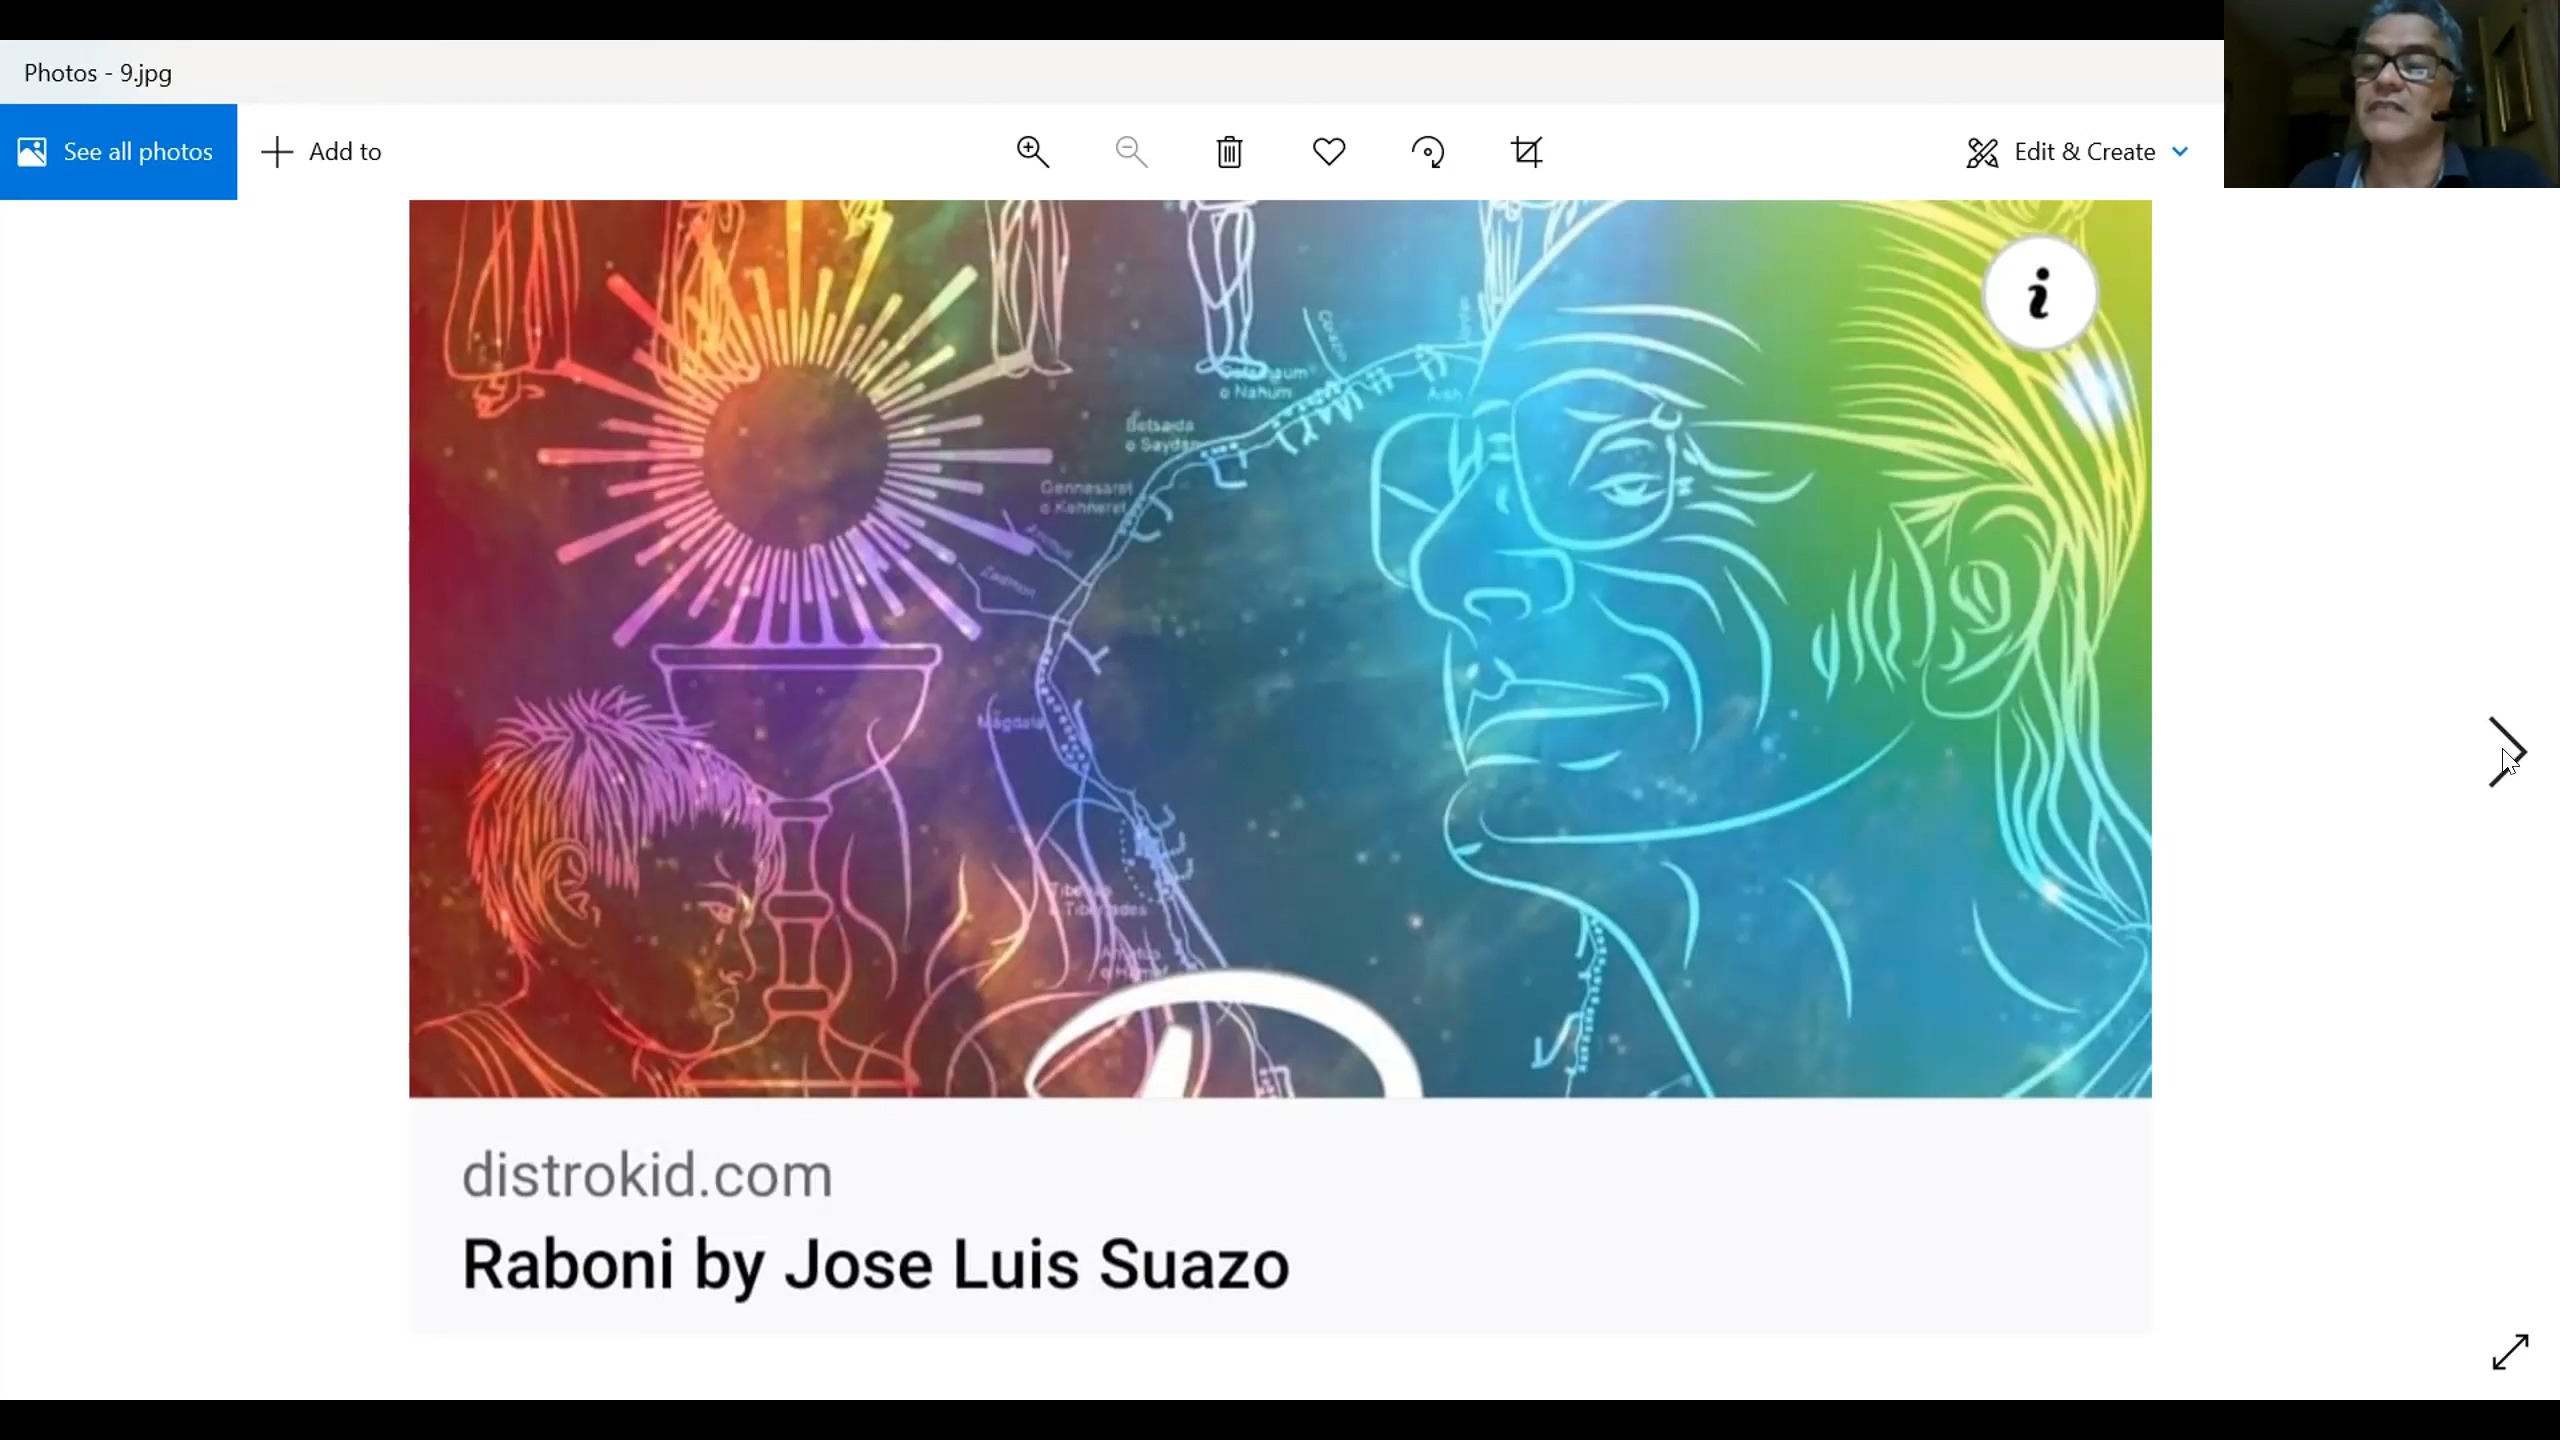 Photos - 9.jpg
See all photos
Add to
Edit & Create
i
o Nahum
Betsaida
o Saydan
Gennesaret
o Kenneret
Magdala
distrokid.com
Raboni by Jose Luis Suazo